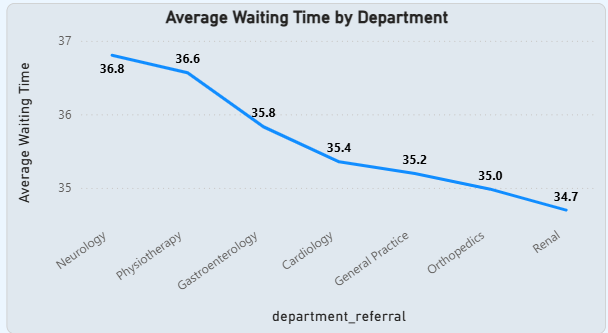 Average Waiting Time by Department
Average Waiting Time
37
36
35
36.8
36.6
35.8
35.4
35.2
35.0
34.7
Neurology
Physiotherapy
Gastroenterology
Cardiology
General Practice
Orthopedics
Renal
department_referral